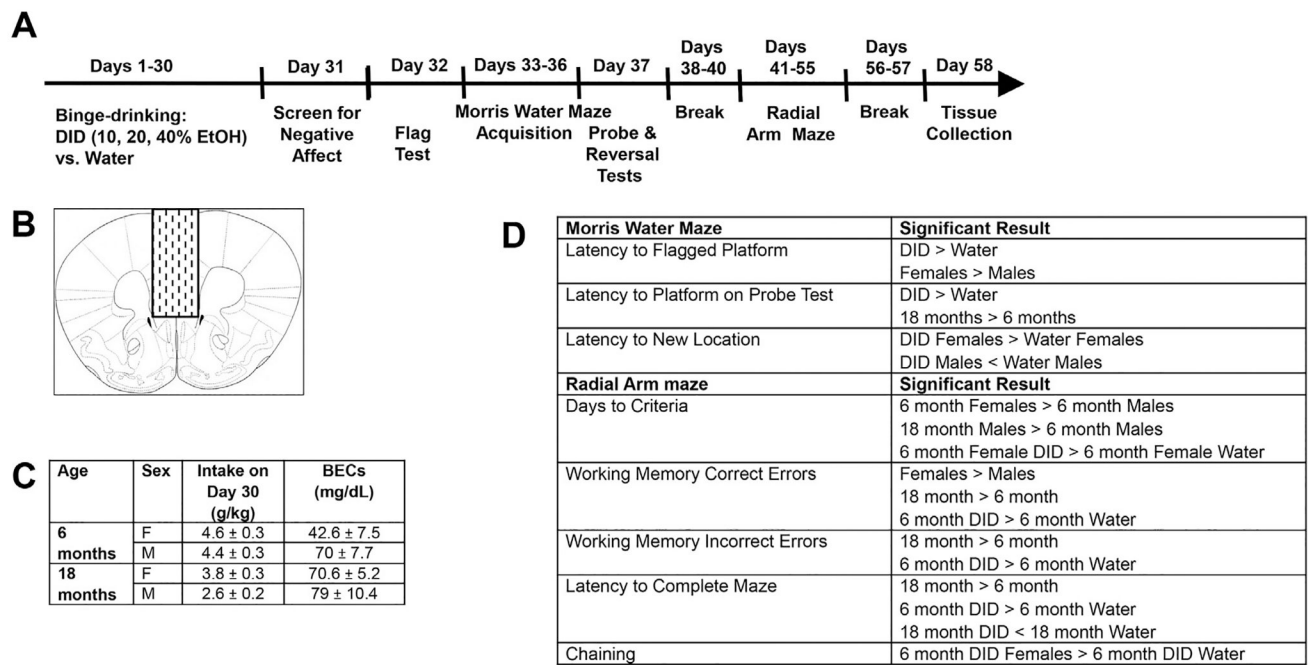 A
Days 1-30
Day 31
Day 32
Days 33-36
Day 37
Days
38-40
Days
41-55
Days
56-57
Day 58
Binge-drinking:
DID (10, 20, 40% EtOH)
vs. Water
Screen for
Negative
Affect
Flag
Test
Morris Water Maze
Acquisition
Probe &
Reversal
Tests
Break
Radial
Arm Maze
Break
Tissue
Collection
B
C
Age Sex Intake on Day 30 (g/kg) BECs (mg/dL)
6 months F 4.6 ± 0.3 42.6 ± 7.5
M 4.4 ± 0.3 70 ± 7.7
18 months F 3.8 ± 0.3 70.6 ± 5.2
M 2.6 ± 0.2 79 ± 10.4
D
Morris Water Maze Significant Result
Latency to Flagged Platform DID > Water
Females > Males
Latency to Platform on Probe Test DID > Water
18 months > 6 months
Latency to New Location DID Females > Water Females
DID Males < Water Males
Radial Arm maze Significant Result
Days to Criteria 6 month Females > 6 month Males
18 month Males > 6 month Males
6 month Female DID > 6 month Female Water
Working Memory Correct Errors Females > Males
18 month > 6 month
6 month DID > 6 month Water
Working Memory Incorrect Errors 18 month > 6 month
6 month DID > 6 month Water
Latency to Complete Maze 18 month > 6 month
6 month DID > 6 month Water
18 month DID < 18 month Water
Chaining 6 month DID Females > 6 month DID Water